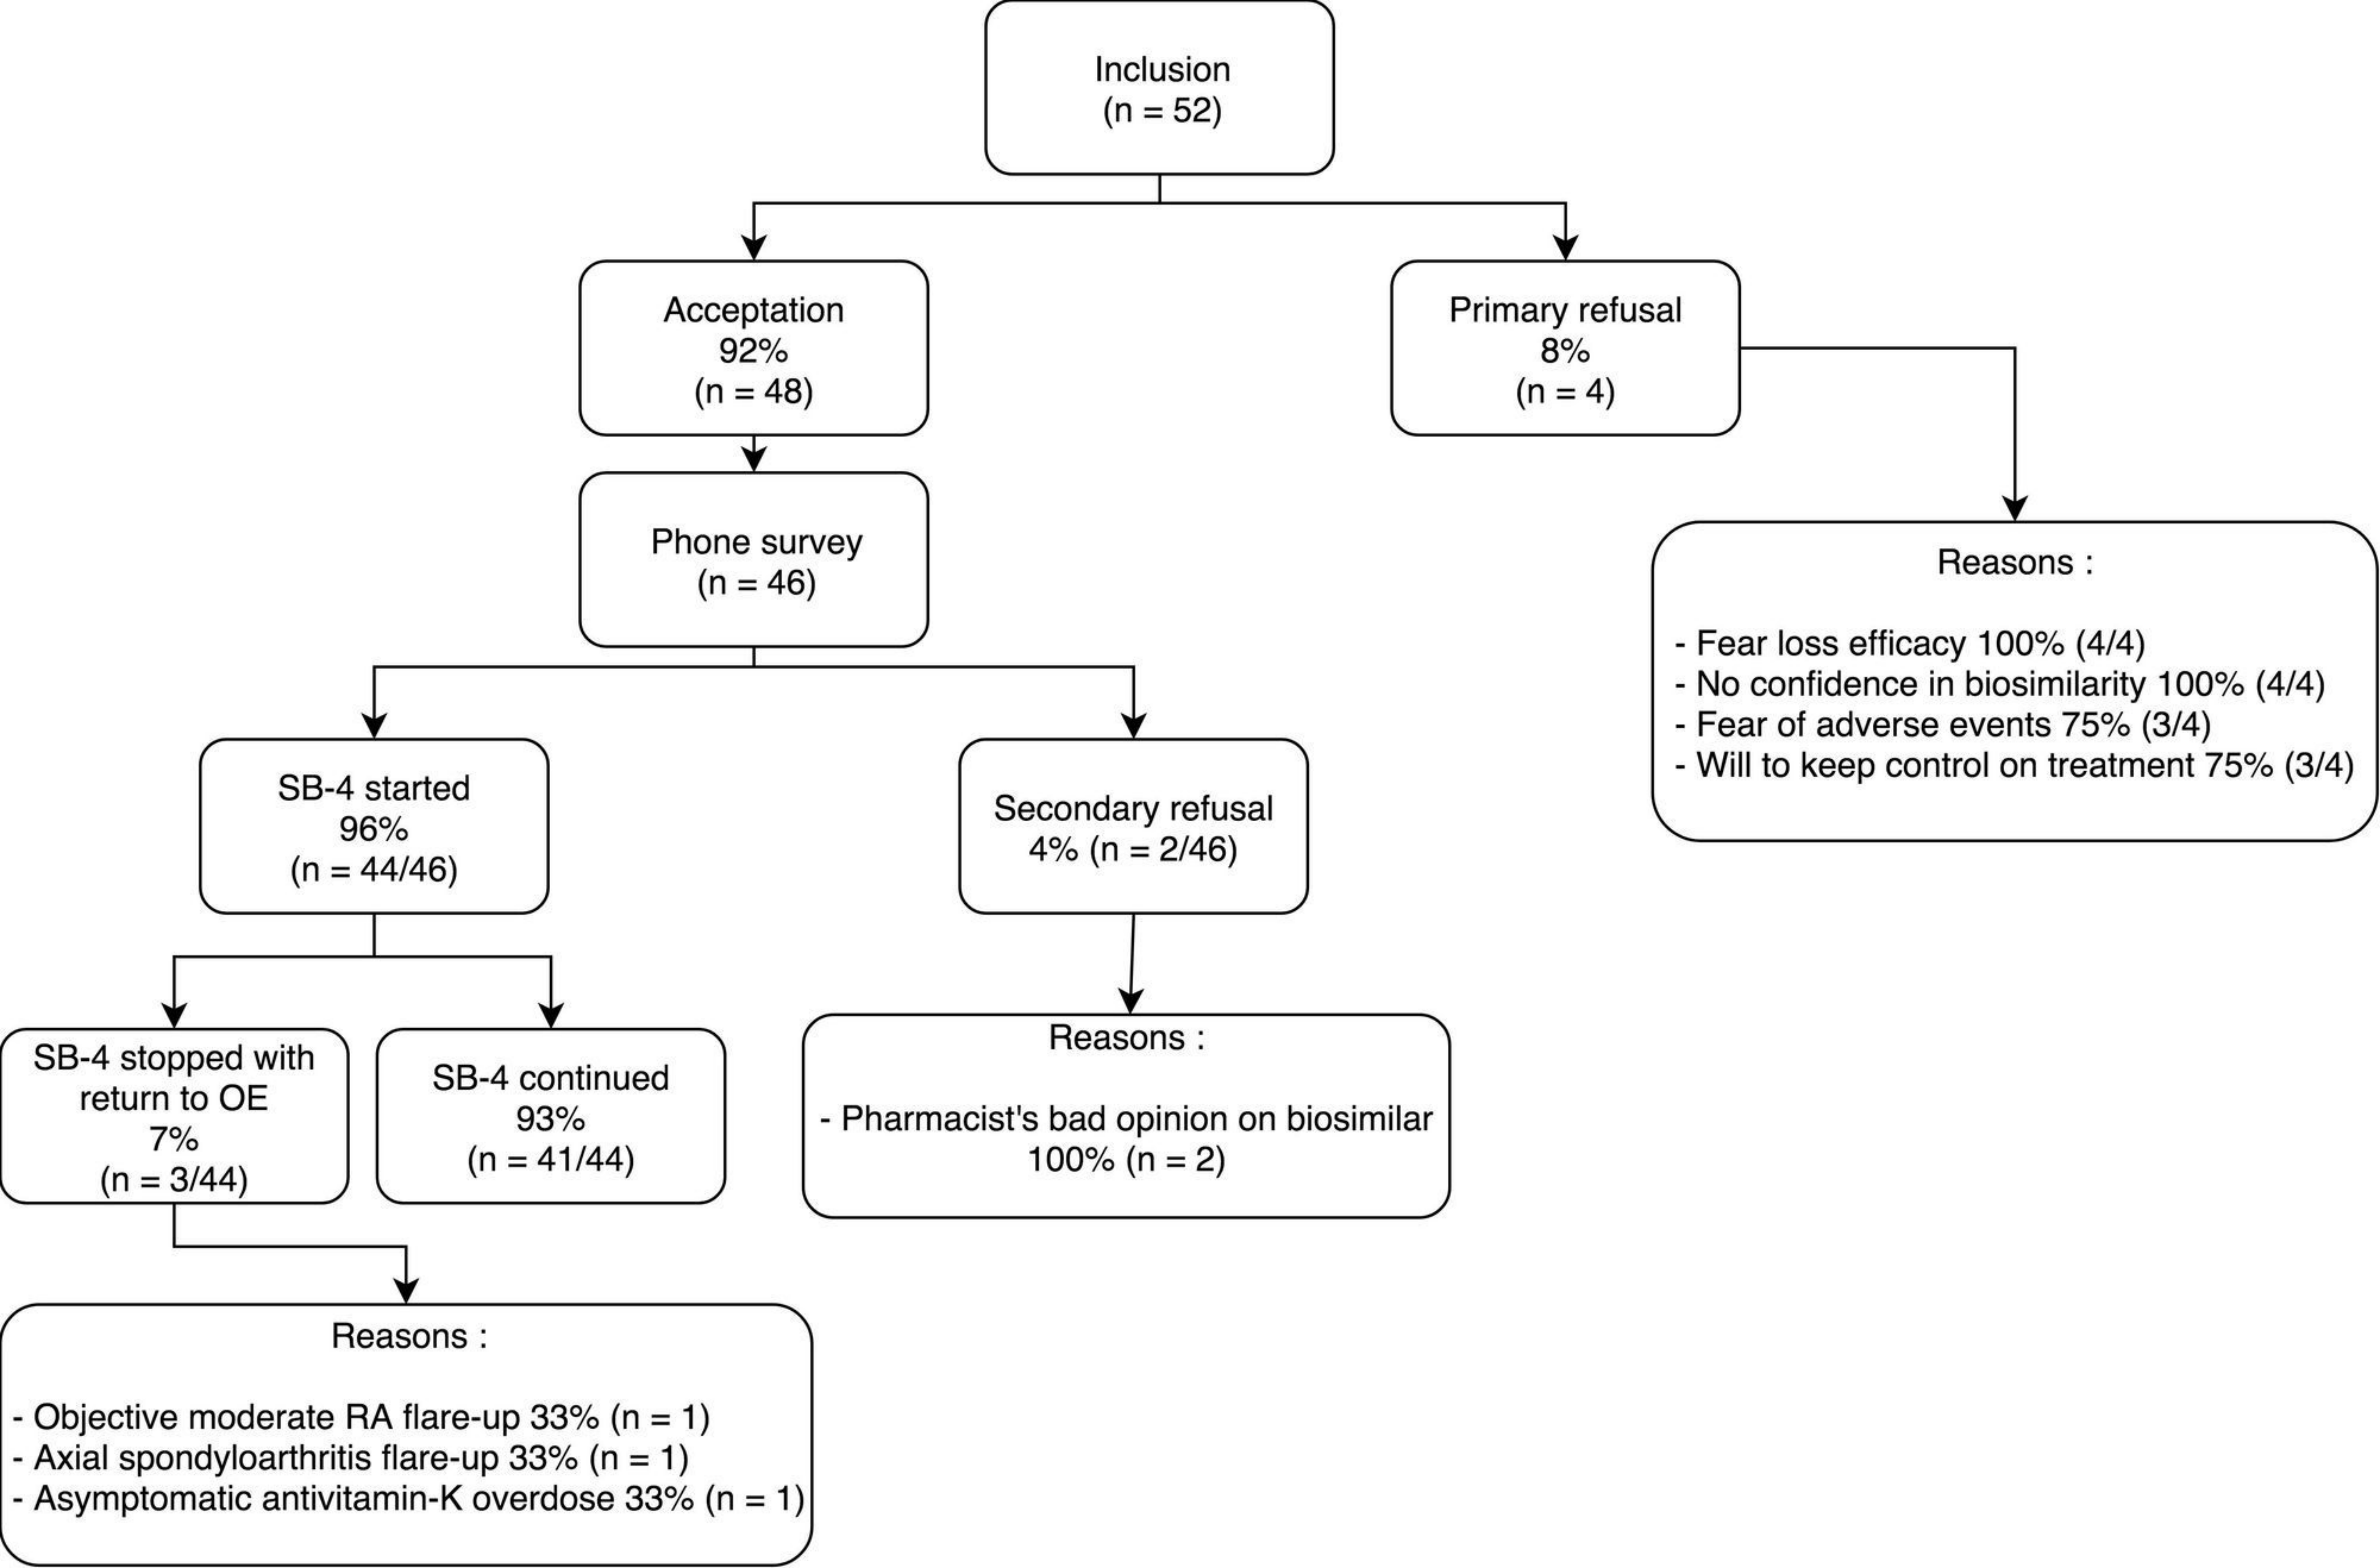 Inclusion
(n = 52)
Acceptation
92%
(n = 48)
Primary refusal
8%
(n = 4)
Phone survey
(n = 46)
Reasons :
- Fear loss efficacy 100% (4/4)
- No confidence in biosimilarity 100% (4/4)
- Fear of adverse events 75% (3/4)
- Will to keep control on treatment 75% (3/4)
SB-4 started
96%
(n = 44/46)
Secondary refusal
4% (n = 2/46)
SB-4 stopped with
return to OE
7%
(n = 3/44)
SB-4 continued
93%
(n = 41/44)
Reasons :
- Pharmacist's bad opinion on biosimilar
100% (n = 2)
Reasons :
- Objective moderate RA flare-up 33% (n = 1)
- Axial spondyloarthritis flare-up 33% (n = 1)
- Asymptomatic antivitamin-K overdose 33% (n = 1)